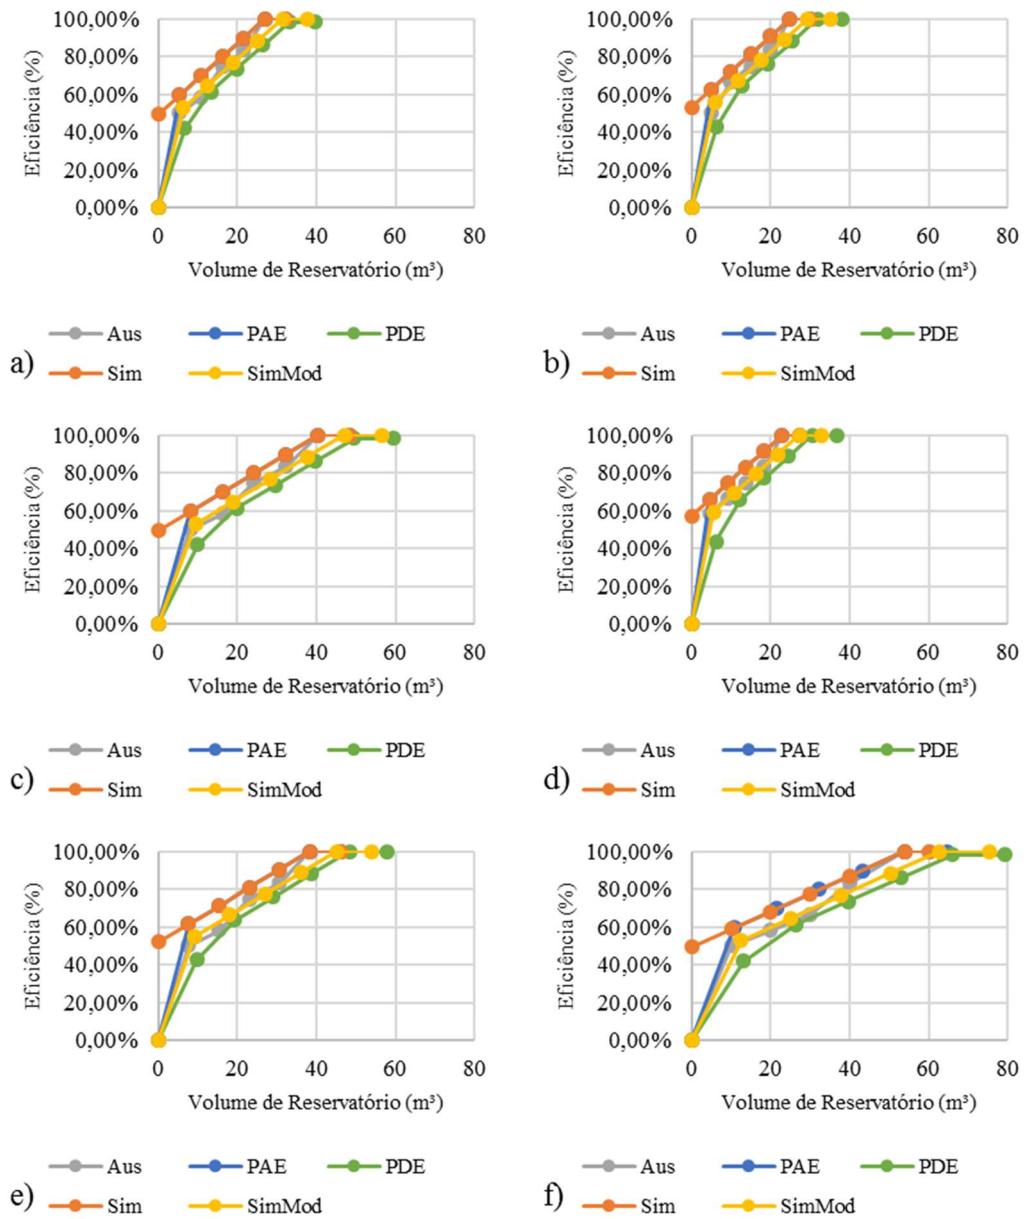 Eficiência (%)
100,00%
80,00%
60,00%
40,00%
20,00%
0,00%
0 20 40 60 80
Volume de Reservatório (m³)
Aus PAE PDE
Sim SimMod
a)
Eficiência (%)
100,00%
80,00%
60,00%
40,00%
20,00%
0,00%
0 20 40 60 80
Volume de Reservatório (m³)
Aus PAE PDE
Sim SimMod
b)
Eficiência (%)
100,00%
80,00%
60,00%
40,00%
20,00%
0,00%
0 20 40 60 80
Volume de Reservatório (m³)
Aus PAE PDE
Sim SimMod
c)
Eficiência (%)
100,00%
80,00%
60,00%
40,00%
20,00%
0,00%
0 20 40 60 80
Volume de Reservatório (m³)
Aus PAE PDE
Sim SimMod
d)
Eficiência (%)
100,00%
80,00%
60,00%
40,00%
20,00%
0,00%
0 20 40 60 80
Volume de Reservatório (m³)
Aus PAE PDE
Sim SimMod
e)
Eficiência (%)
100,00%
80,00%
60,00%
40,00%
20,00%
0,00%
0 20 40 60 80
Volume de Reservatório (m³)
Aus PAE PDE
Sim SimMod
f)